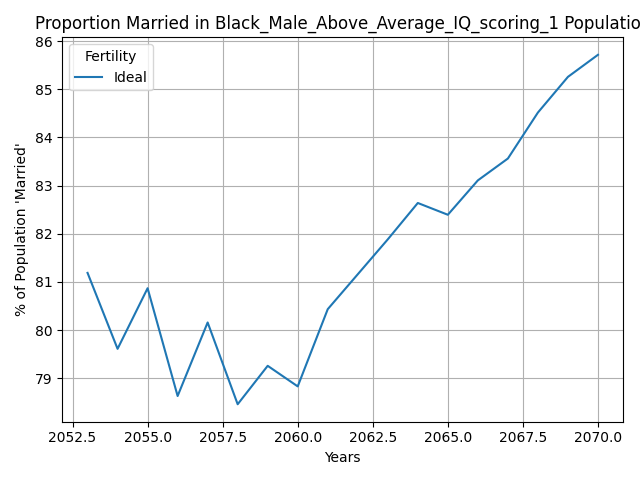 Proportion Married in Black_Male_Above_Average_IQ_scoring_1 Populatio
Fertility
Ideal
% of Population 'Married'
86
85
84
83
82
81
80
79
2052.5 2055.0 2057.5 2060.0 2062.5 2065.0 2067.5 2070.0
Years